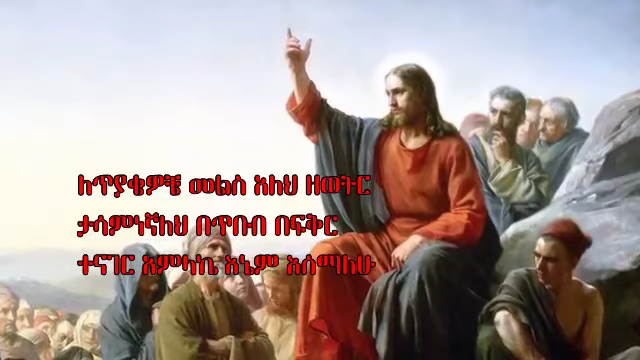 ለጥያቄዎቼ መልስ አለህ ዘወትር
ታሳምነኛለህ በጥበብ በፍቅር
ተናገር አምላኬ እኔም እሰማለሁ